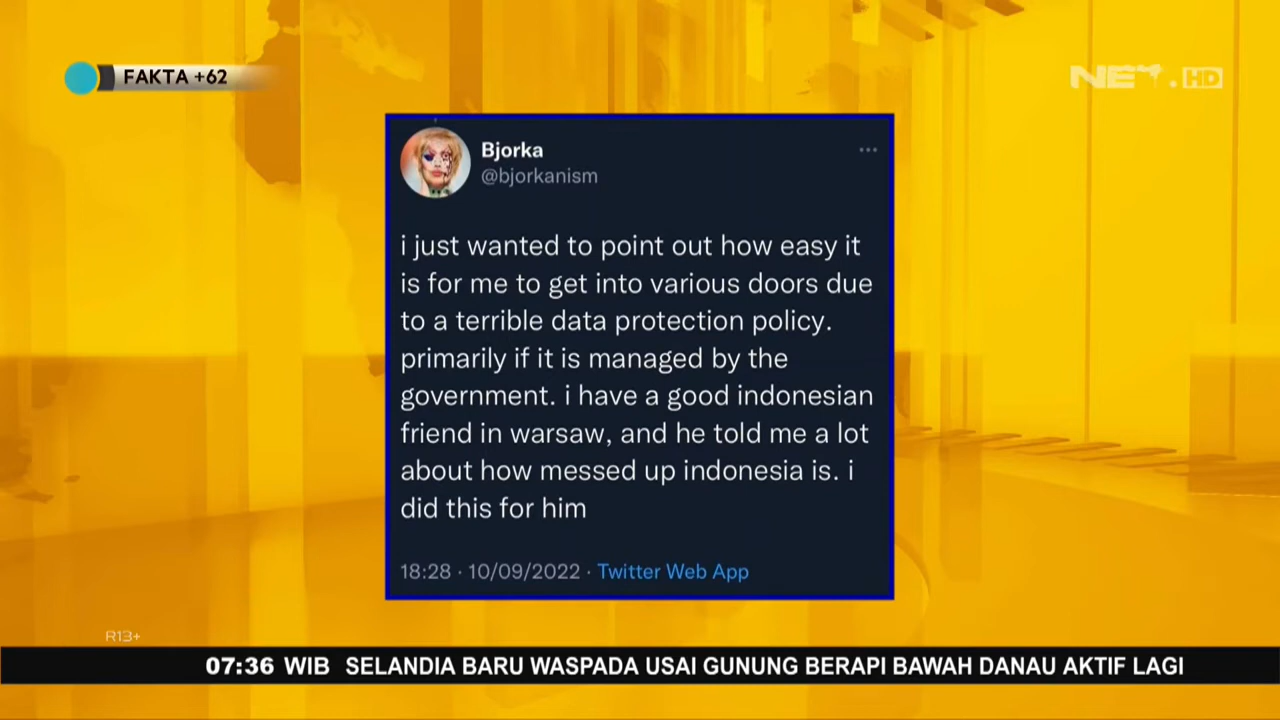 FAKTA +62
NET.HD
Bjorka
@bjorkanism
i just wanted to point out how easy it
is for me to get into various doors due
to a terrible data protection policy.
primarily if it is managed by the
government. i have a good indonesian
friend in warsaw, and he told me a lot
about how messed up indonesia is. i
did this for him
18:28 · 10/09/2022 · Twitter Web App
R13+
07:36 WIB SELANDIA BARU WASPADA USAI GUNUNG BERAPI BAWAH DANAU AKTIF LAGI